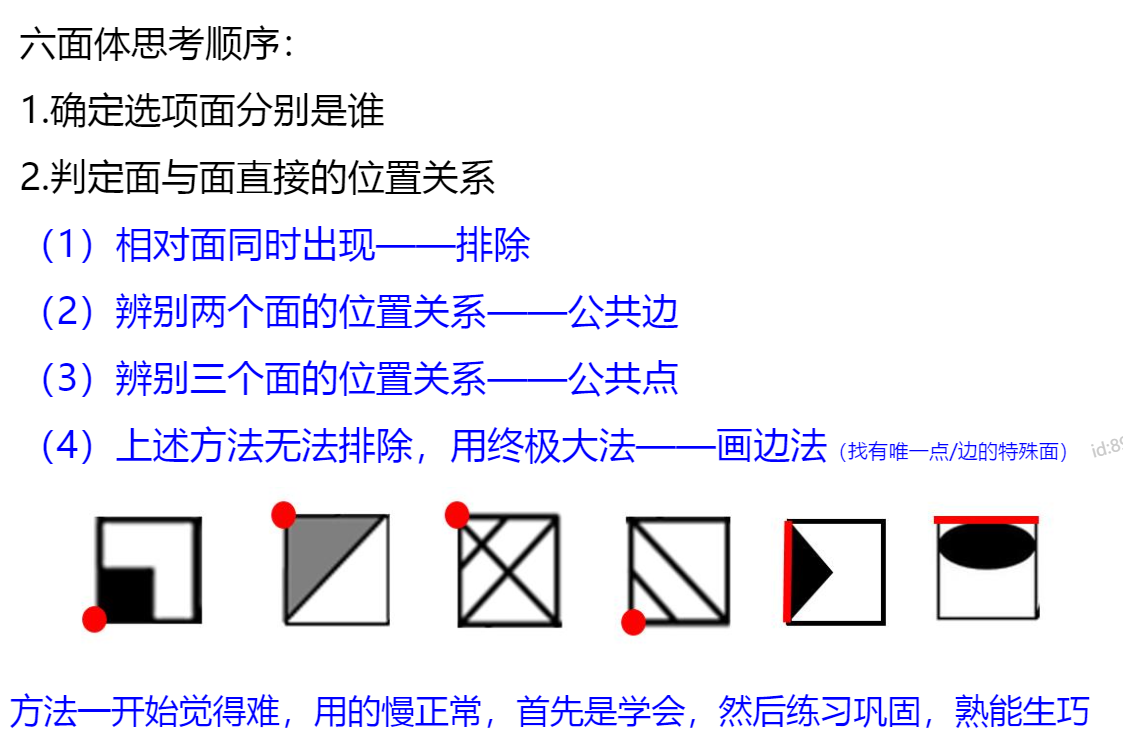 六面体思考顺序：
1.确定选项面分别是谁
2.判定面与面直接的位置关系
（1）相对面同时出现——排除
（2）辨别两个面的位置关系——公共边
（3）辨别三个面的位置关系——公共点
（4）上述方法无法排除，用终极大法——画边法（找有唯一点/边的特殊面）
方法一开始觉得难，用的慢正常，首先是学会，然后练习巩固，熟能生巧